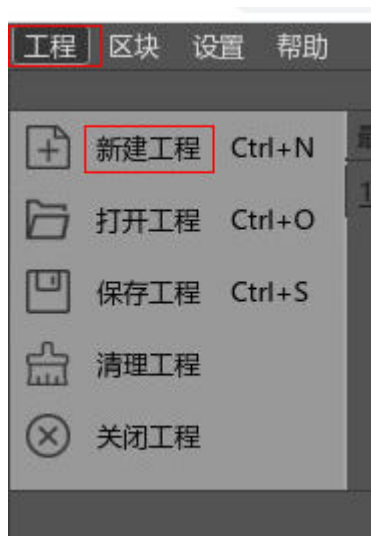 工程 区块 设置 帮助
新建工程 Ctrl+N
打开工程 Ctrl+O
保存工程 Ctrl+S
清理工程
关闭工程